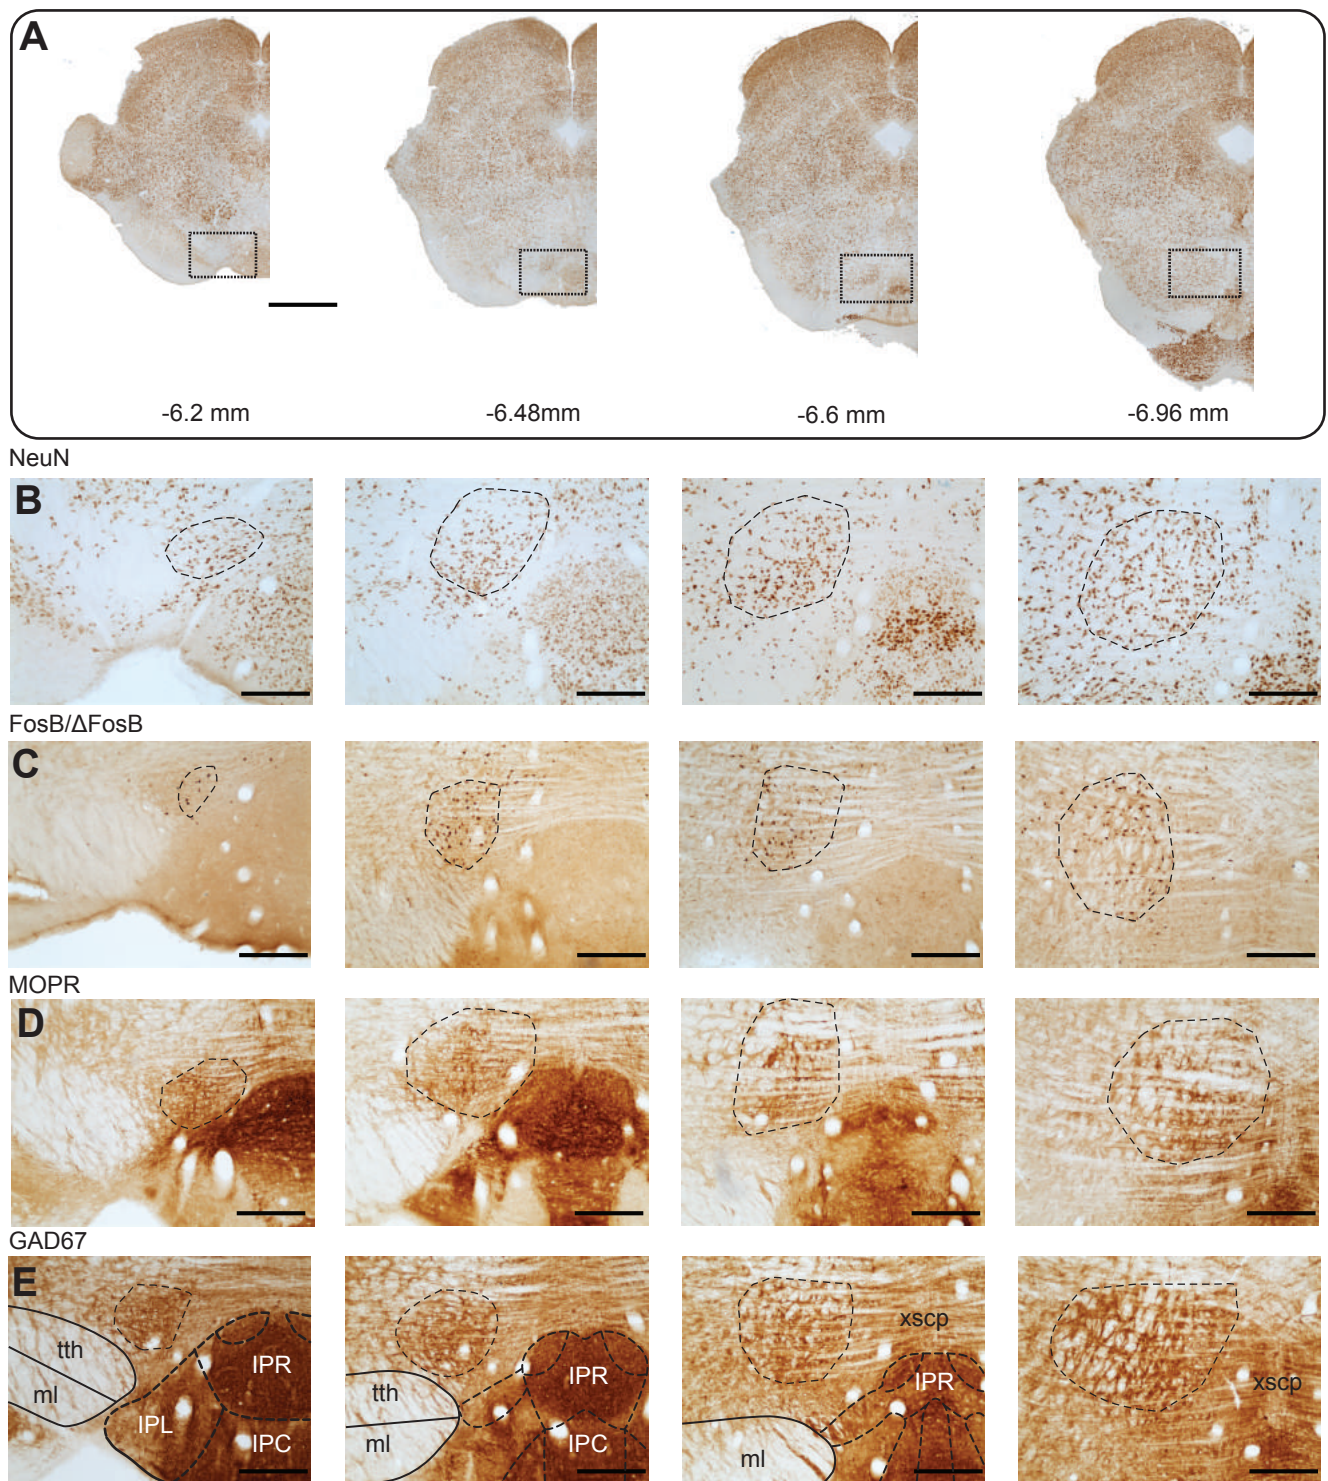 A
-6.2 mm
-6.48mm
-6.6 mm
-6.96 mm
NeuN
B
FosB/ΔFosB
C
MOPR
D
GAD67
E
tth
ml
IPL
IPR
IPC
tth
ml
IPR
IPC
xscp
IPR
ml
xscp